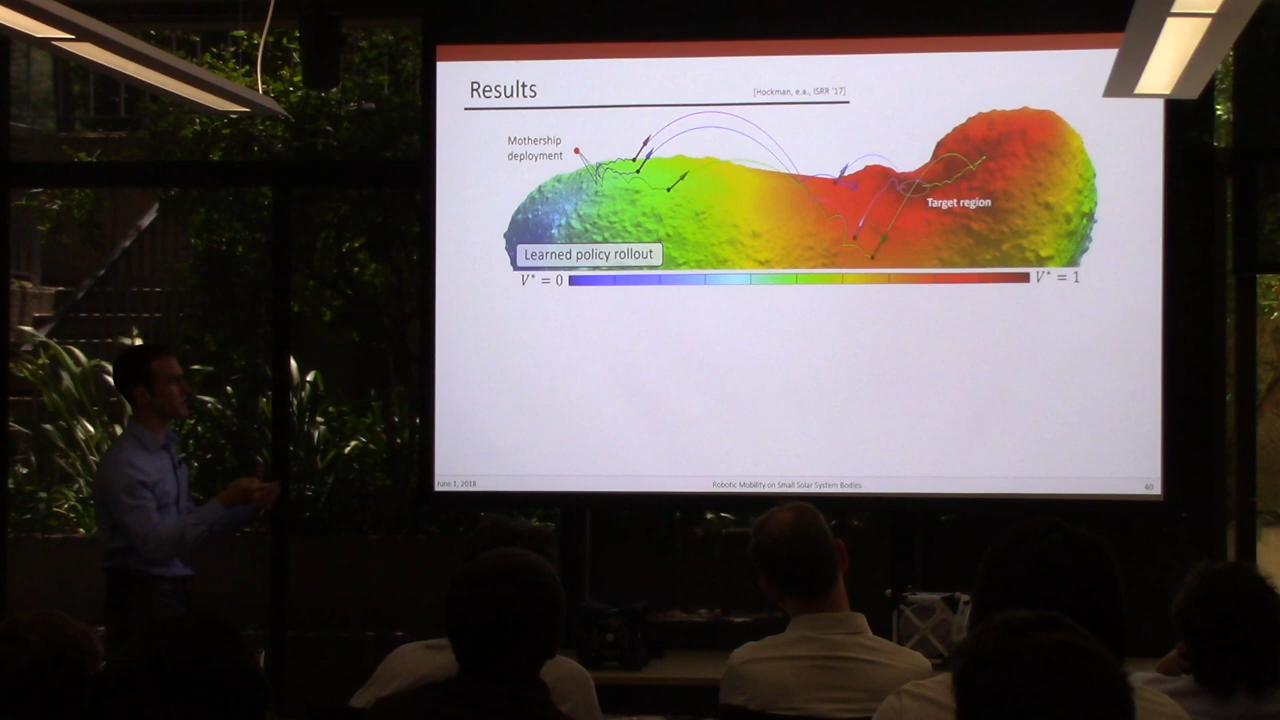 Results
[Hockman, e.a., ISRR '17]
Mothership
deployment
Target region
Learned policy rollout
V* = 0
V* = 1
June 1, 2018
Robotic Mobility on Small Solar System Bodies
40